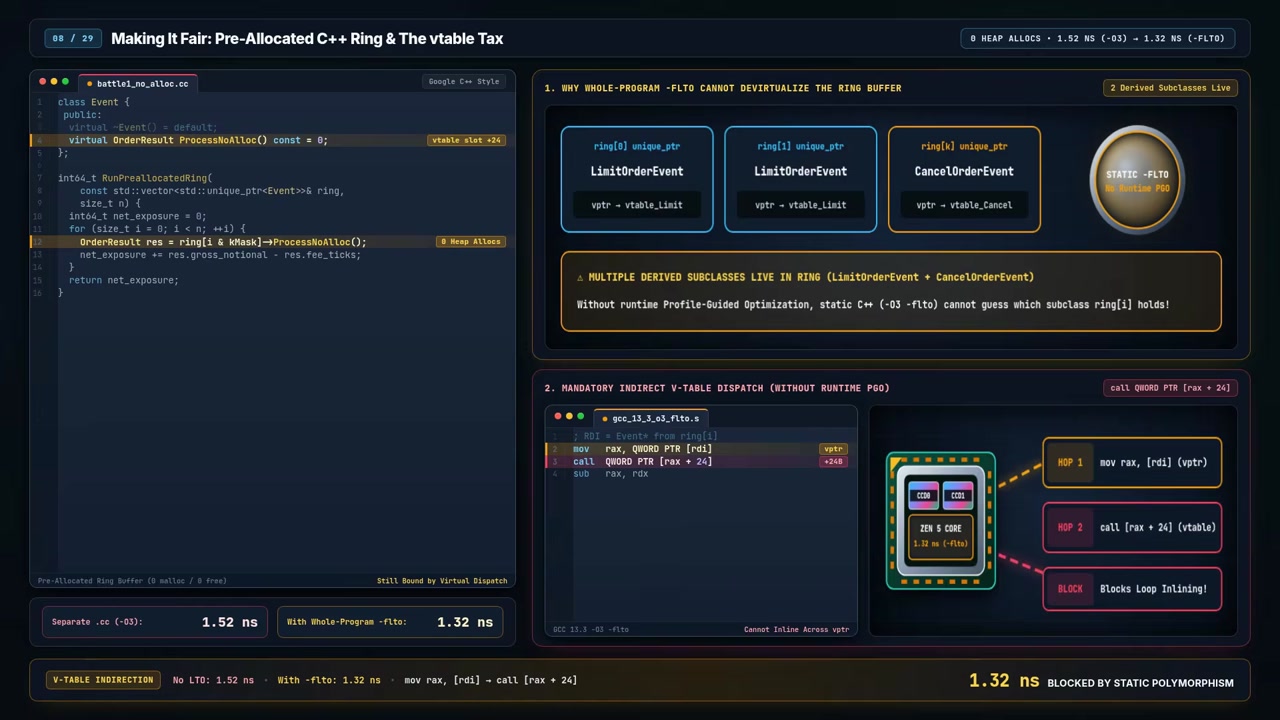 08 / 29
Making It Fair: Pre-Allocated C++ Ring & The vtable Tax
0 HEAP ALLOCS • 1.52 NS (-O3) → 1.32 NS (-FLTO)
battle1_no_alloc.cc
Google C++ Style
1 class Event {
2 public:
3 virtual ~Event() = default;
4 virtual OrderResult ProcessNoAlloc() const = 0;
vtable slot +24
5 };
6
7 int64_t RunPreallocatedRing(
8 const std::vector<std::unique_ptr<Event>>& ring,
9 size_t n) {
10 int64_t net_exposure = 0;
11 for (size_t i = 0; i < n; ++i) {
12 OrderResult res = ring[i & kMask]->ProcessNoAlloc();
0 Heap Allocs
13 net_exposure += res.gross_notional - res.fee_ticks;
14 }
15 return net_exposure;
16 }
Pre-Allocated Ring Buffer (0 malloc / 0 free)
Still Bound by Virtual Dispatch
Separate .cc (-O3): 1.52 ns
With Whole-Program -flto: 1.32 ns
1. WHY WHOLE-PROGRAM -FLTO CANNOT DEVIRTUALIZE THE RING BUFFER
2 Derived Subclasses Live
ring[0] unique_ptr
LimitOrderEvent
vptr → vtable_Limit
ring[1] unique_ptr
LimitOrderEvent
vptr → vtable_Limit
ring[k] unique_ptr
CancelOrderEvent
vptr → vtable_Cancel
STATIC -FLTO
No Runtime PGO
⚠ MULTIPLE DERIVED SUBCLASSES LIVE IN RING (LimitOrderEvent + CancelOrderEvent)
Without runtime Profile-Guided Optimization, static C++ (-O3 -flto) cannot guess which subclass ring[i] holds!
2. MANDATORY INDIRECT V-TABLE DISPATCH (WITHOUT RUNTIME PGO)
call QWORD PTR [rax + 24]
gcc_13_3_o3_flto.s
1 ; RDI = Event* from ring[i]
2 mov rax, QWORD PTR [rdi]
vptr
3 call QWORD PTR [rax + 24]
+24B
4 sub rax, rdx
GCC 13.3 -O3 -flto
Cannot Inline Across vptr
CCD0 CCD1
ZEN 5 CORE
1.32 ns (-flto)
HOP 1 mov rax, [rdi] (vptr)
HOP 2 call [rax + 24] (vtable)
BLOCK Blocks Loop Inlining!
V-TABLE INDIRECTION No LTO: 1.52 ns • With -flto: 1.32 ns • mov rax, [rdi] → call [rax + 24]
1.32 ns BLOCKED BY STATIC POLYMORPHISM